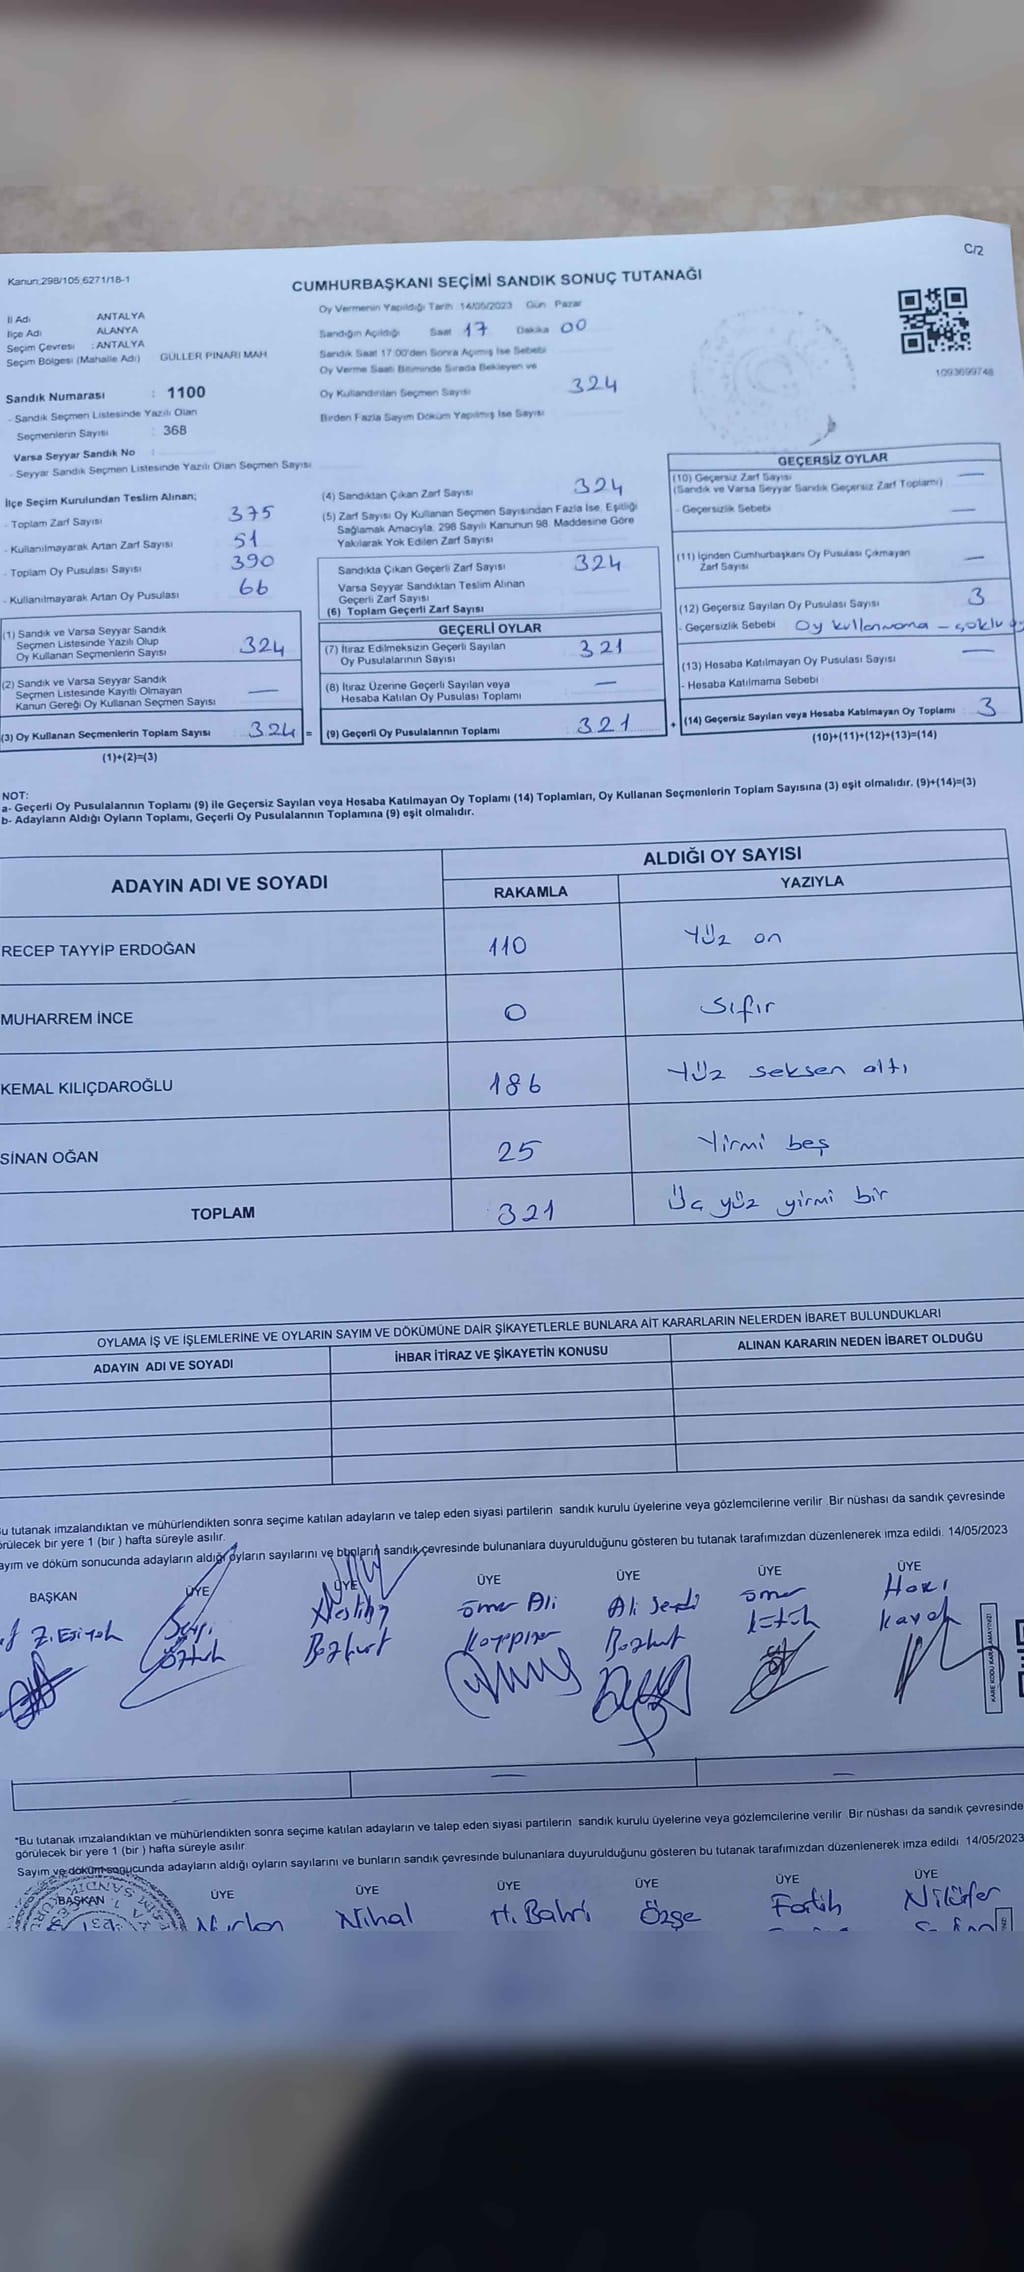 C/2
Kanun:298/105;6271/18-1
CUMHURBAŞKANI SEÇİMİ SANDIK SONUÇ TUTANAĞI
İl Adı ANTALYA
İlçe Adı ALANYA
Seçim Çevresi : ANTALYA
Seçim Bölgesi (Mahalle Adı) GÜLLER PINARI MAH
Sandık Numarası : 1100
- Sandık Seçmen Listesinde Yazılı Olan
Seçmenlerin Sayısı : 368
Varsa Seyyar Sandık No :
- Seyyar Sandık Seçmen Listesinde Yazılı Olan Seçmen Sayısı
Oy Vermenin Yapıldığı Tarih :14/05/2023 Gün Pazar
Sandığın Açıldığı Saat 17 Dakika 00
Sandık Saat 17:00'den Sonra Açımış İse Sebebi
Oy Verme Saati Bitiminde Sırada Bekleyen ve
Oy Kullandırılan Seçmen Sayısı 324
Birden Fazla Sayım Döküm Yapılmış İse Sayısı
1093699748
İlçe Seçim Kurulundan Teslim Alınan;
- Toplam Zarf Sayısı 375
- Kullanılmayarak Artan Zarf Sayısı 51
- Toplam Oy Pusulası Sayısı 390
- Kullanılmayarak Artan Oy Pusulası 66
(1) Sandık ve Varsa Seyyar Sandık
Seçmen Listesinde Yazılı Olup
Oy Kullanan Seçmenlerin Sayısı 324
(2) Sandık ve Varsa Seyyar Sandık
Seçmen Listesinde Kayıtlı Olmayan
Kanun Gereği Oy Kullanan Seçmen Sayısı —
(3) Oy Kullanan Seçmenlerin Toplam Sayısı 324 =
(1)+(2)=(3)
(4) Sandıktan Çıkan Zarf Sayısı 324
(5) Zarf Sayısı Oy Kullanan Seçmen Sayısından Fazla İse, Eşitliği
Sağlamak Amacıyla, 298 Sayılı Kanunun 98. Maddesine Göre
Yakılarak Yok Edilen Zarf Sayısı
Sandıkta Çıkan Geçerli Zarf Sayısı 324
Varsa Seyyar Sandıktan Teslim Alınan
Geçerli Zarf Sayısı
(6) Toplam Geçerli Zarf Sayısı
GEÇERLİ OYLAR
(7) İtiraz Edilmeksizin Geçerli Sayılan
Oy Pusulalarının Sayısı 321
(8) İtiraz Üzerine Geçerli Sayılan veya
Hesaba Katılan Oy Pusulası Toplamı —
(9) Geçerli Oy Pusulalarının Toplamı 321 +
GEÇERSİZ OYLAR
(10) Geçersiz Zarf Sayısı —
(Sandık ve Varsa Seyyar Sandık Geçersiz Zarf Toplamı)
- Geçersizlik Sebebi —
(11) İçinden Cumhurbaşkanı Oy Pusulası Çıkmayan
Zarf Sayısı —
(12) Geçersiz Sayılan Oy Pusulası Sayısı 3
- Geçersizlik Sebebi Oy kullanmama - çoklu oy
(13) Hesaba Katılmayan Oy Pusulası Sayısı —
- Hesaba Katılmama Sebebi
(14) Geçersiz Sayılan veya Hesaba Katılmayan Oy Toplamı 3
(10)+(11)+(12)+(13)=(14)
NOT:
a- Geçerli Oy Pusulalarının Toplamı (9) ile Geçersiz Sayılan veya Hesaba Katılmayan Oy Toplamı (14) Toplamları, Oy Kullanan Seçmenlerin Toplam Sayısına (3) eşit olmalıdır. (9)+(14)=(3)
b- Adayların Aldığı Oyların Toplamı, Geçerli Oy Pusulalarının Toplamına (9) eşit olmalıdır.
ADAYIN ADI VE SOYADI ALDIĞI OY SAYISI
RAKAMLA YAZIYLA
RECEP TAYYİP ERDOĞAN 110 Yüz on
MUHARREM İNCE 0 Sıfır
KEMAL KILIÇDAROĞLU 186 Yüz seksen altı
SİNAN OĞAN 25 Yirmi beş
TOPLAM 321 Üç yüz yirmi bir
OYLAMA İŞ VE İŞLEMLERİNE VE OYLARIN SAYIM VE DÖKÜMÜNE DAİR ŞİKAYETLERLE BUNLARA AİT KARARLARIN NELERDEN İBARET BULUNDUKLARI
ADAYIN ADI VE SOYADI İHBAR İTİRAZ VE ŞİKAYETİN KONUSU ALINAN KARARIN NEDEN İBARET OLDUĞU
Bu tutanak imzalandıktan ve mühürlendikten sonra seçime katılan adayların ve talep eden siyasi partilerin sandık kurulu üyelerine veya gözlemcilerine verilir. Bir nüshası da sandık çevresinde
görülecek bir yere 1 (bir ) hafta süreyle asılır.
Sayım ve döküm sonucunda adayların aldığı oyların sayılarını ve bunların sandık çevresinde bulunanlara duyurulduğunu gösteren bu tutanak tarafımızdan düzenlenerek imza edildi. 14/05/2023
BAŞKAN ÜYE ÜYE ÜYE ÜYE ÜYE ÜYE
Ömer Ali Ali Serdi Ömer
Öztürk Bozkurt Bozkurt
KARE KODU KARALAMAYINIZ!
*Bu tutanak imzalandıktan ve mühürlendikten sonra seçime katılan adayların ve talep eden siyasi partilerin sandık kurulu üyelerine veya gözlemcilerine verilir. Bir nüshası da sandık çevresinde
görülecek bir yere 1 (bir ) hafta süreyle asılır.
Sayım ve döküm sonucunda adayların aldığı oyların sayılarını ve bunların sandık çevresinde bulunanlara duyurulduğunu gösteren bu tutanak tarafımızdan düzenlenerek imza edildi. 14/05/2023
BAŞKAN ÜYE ÜYE ÜYE ÜYE ÜYE ÜYE
Nihal H. Bahri Özge Fatih Nilüfer